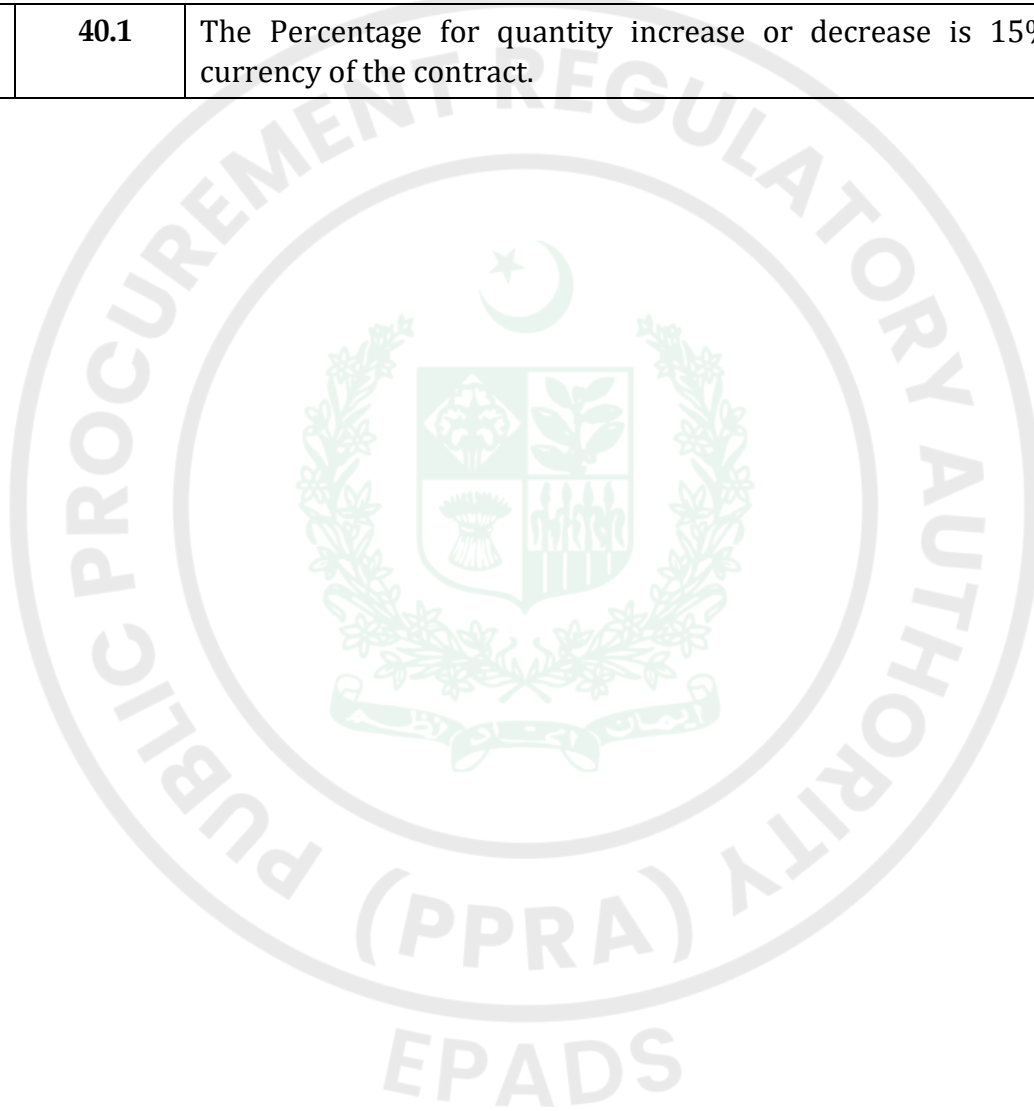 40.1 The Percentage for quantity increase or decrease is 15%
currency of the contract.
PUBLIC PROCUREMENT REGULATORY AUTHORITY
(PPRA)
EPADS